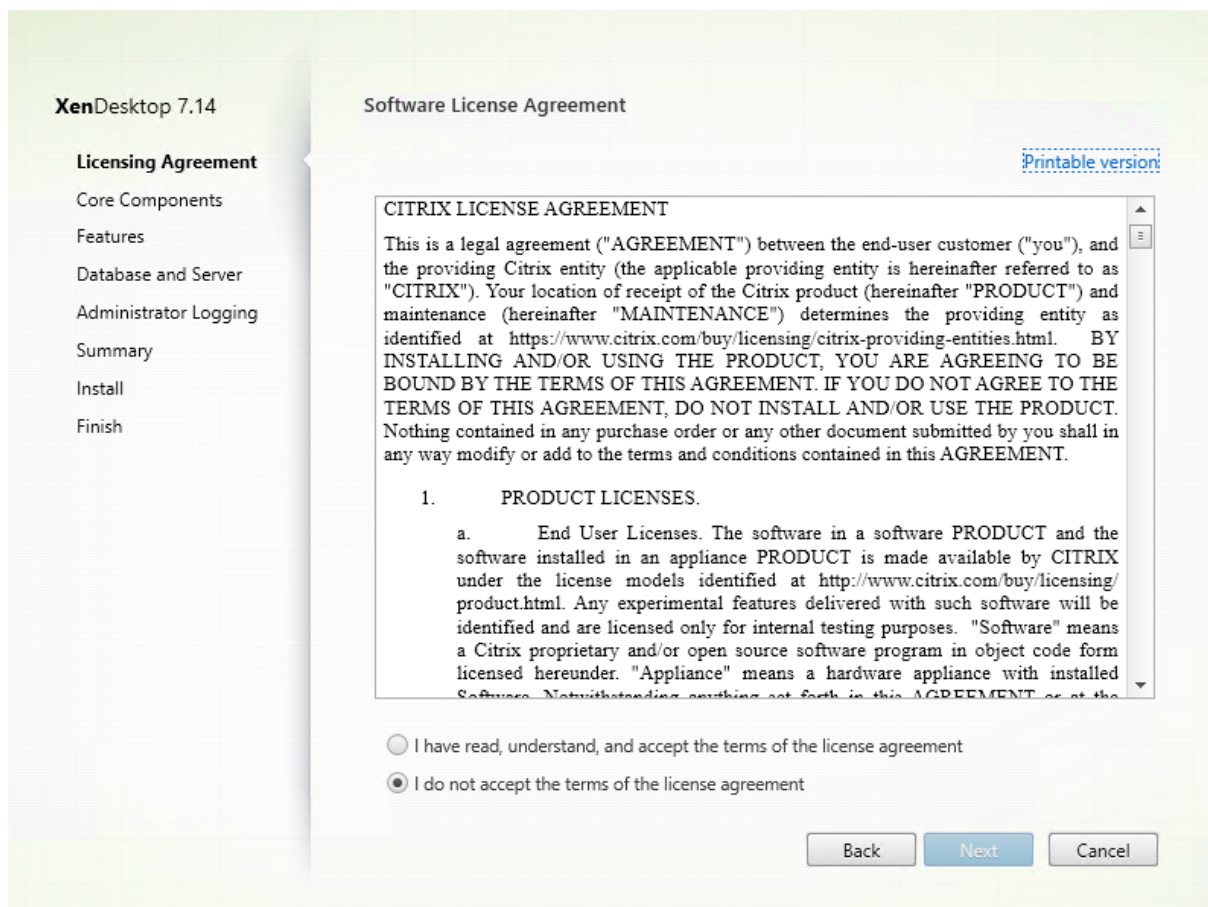 XenDesktop 7.14
Licensing Agreement
Core Components
Features
Database and Server
Administrator Logging
Summary
Install
Finish
Software License Agreement
Printable version
CITRIX LICENSE AGREEMENT
This is a legal agreement ("AGREEMENT") between the end-user customer ("you"), and
the providing Citrix entity (the applicable providing entity is hereinafter referred to as
"CITRIX"). Your location of receipt of the Citrix product (hereinafter "PRODUCT") and
maintenance (hereinafter "MAINTENANCE") determines the providing entity as
identified at https://www.citrix.com/buy/licensing/citrix-providing-entities.html. BY
INSTALLING AND/OR USING THE PRODUCT, YOU ARE AGREEING TO BE
BOUND BY THE TERMS OF THIS AGREEMENT. IF YOU DO NOT AGREE TO THE
TERMS OF THIS AGREEMENT, DO NOT INSTALL AND/OR USE THE PRODUCT.
Nothing contained in any purchase order or any other document submitted by you shall in
any way modify or add to the terms and conditions contained in this AGREEMENT.
1. PRODUCT LICENSES.
a. End User Licenses. The software in a software PRODUCT and the
software installed in an appliance PRODUCT is made available by CITRIX
under the license models identified at http://www.citrix.com/buy/licensing/
product.html. Any experimental features delivered with such software will be
identified and are licensed only for internal testing purposes. "Software" means
a Citrix proprietary and/or open source software program in object code form
licensed hereunder. "Appliance" means a hardware appliance with installed
Software. Notwithstanding anything set forth in this AGREEMENT or at the
I have read, understand, and accept the terms of the license agreement
I do not accept the terms of the license agreement
Back
Next
Cancel